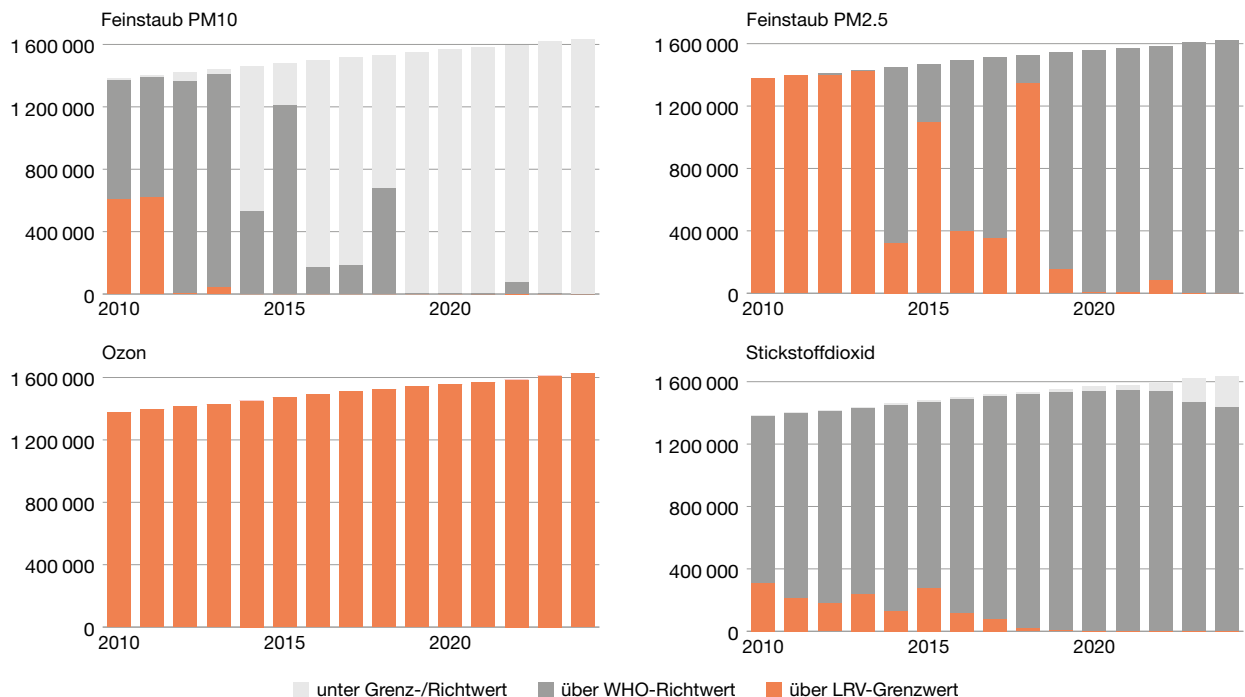 Feinstaub PM10
1 600 000
1 200 000
800 000
400 000
0
2010 2015 2020
Feinstaub PM2.5
1 600 000
1 200 000
800 000
400 000
0
2010 2015 2020
Ozon
1 600 000
1 200 000
800 000
400 000
0
2010 2015 2020
Stickstoffdioxid
1 600 000
1 200 000
800 000
400 000
0
2010 2015 2020
unter Grenz-/Richtwert über WHO-Richtwert über LRV-Grenzwert